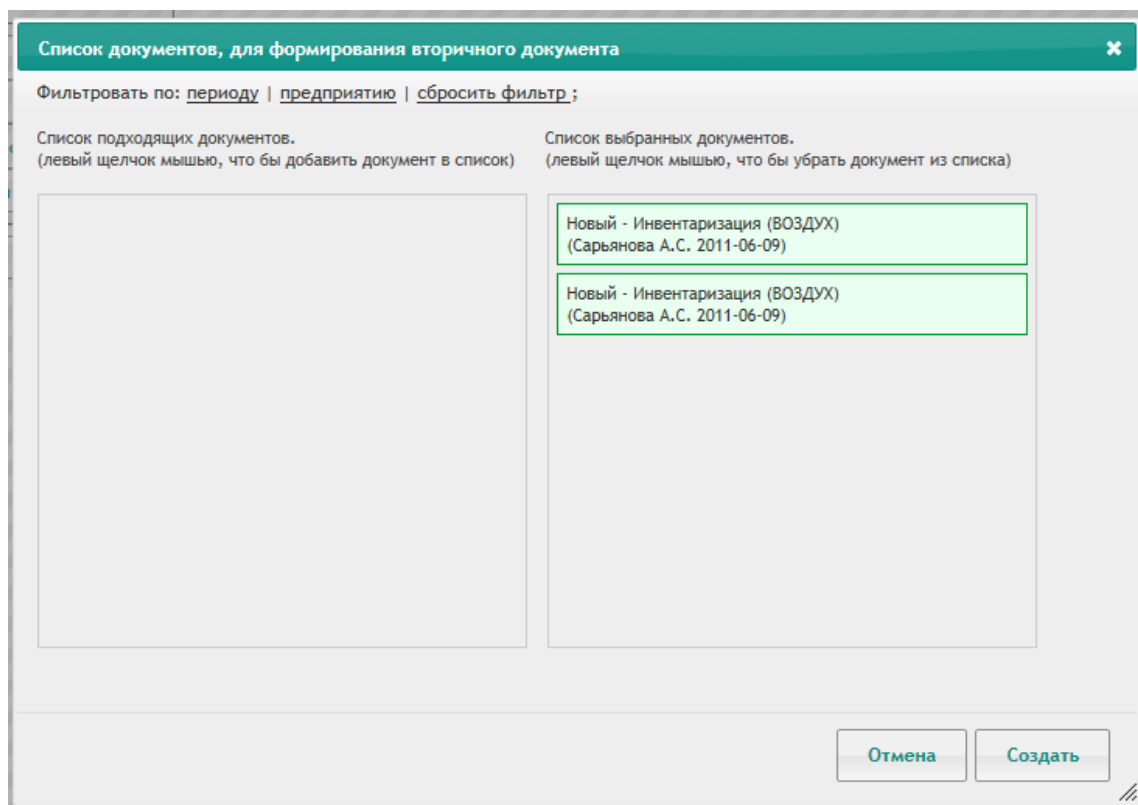 Список документов, для формирования вторичного документа
Фильтровать по: периоду | предприятию | сбросить фильтр ;
Список подходящих документов.
(левый щелчок мышью, что бы добавить документ в список)
Список выбранных документов.
(левый щелчок мышью, что бы убрать документ из списка)
Новый - Инвентаризация (ВОЗДУХ)
(Сарьянова А.С. 2011-06-09)
Новый - Инвентаризация (ВОЗДУХ)
(Сарьянова А.С. 2011-06-09)
Отмена
Создать